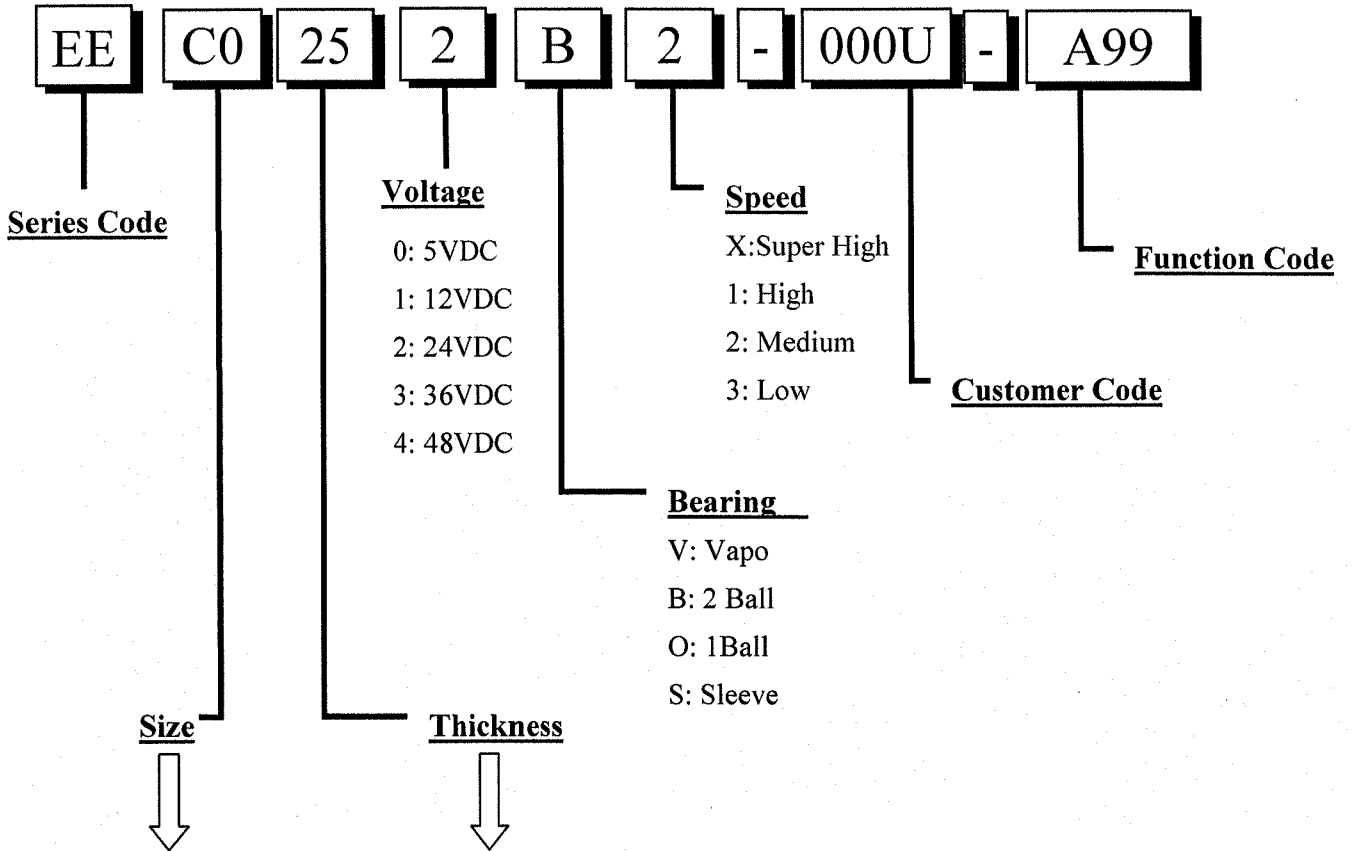 EE C0 25 2 B 2 - 000U - A99
Series Code
Voltage
0: 5VDC
1: 12VDC
2: 24VDC
3: 36VDC
4: 48VDC
Speed
X:Super High
1: High
2: Medium
3: Low
Function Code
Customer Code
Bearing
V: Vapo
B: 2 Ball
O: 1Ball
S: Sleeve
Size
Thickness